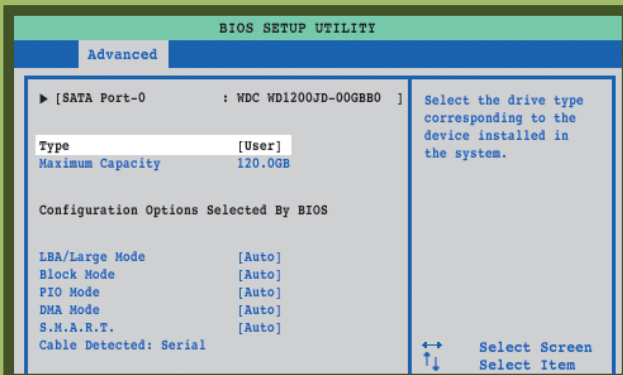 BIOS SETUP UTILITY
Advanced
[SATA Port-0 : WDC WD1200JD-00GBB0 ]
Type [User]
Maximum Capacity 120.0GB
Configuration Options Selected By BIOS
LBA/Large Mode [Auto]
Block Mode [Auto]
PIO Mode [Auto]
DMA Mode [Auto]
S.M.A.R.T. [Auto]
Cable Detected: Serial
Select the drive type
corresponding to the
device installed in
the system.
Select Screen
Select Item